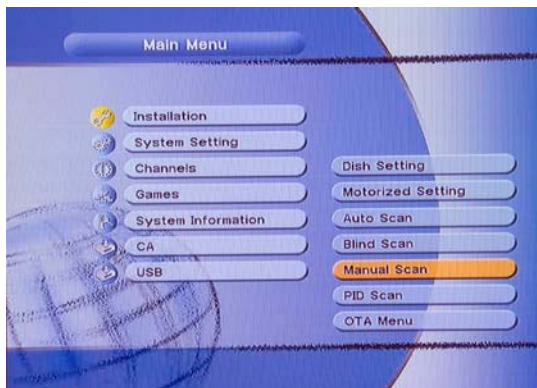 Main Menu
Installation
System Setting
Channels
Games
System Information
CA
USB
Dish Setting
Motorized Setting
Auto Scan
Blind Scan
Manual Scan
PID Scan
OTA Menu